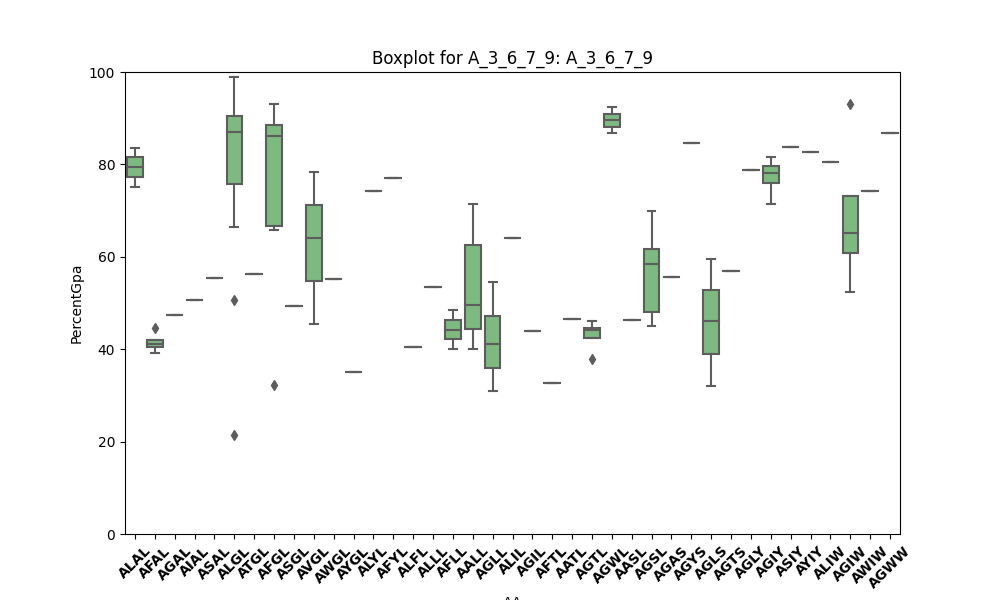 Boxplot for A_3_6_7_9: A_3_6_7_9
100
80
60
40
20
0
PercentGpa
ALAL
AFAL
AGAL
AIAL
ASAL
ALGL
ATGL
AFGL
ASGL
AVGL
AWGL
AYGL
ALYL
AFYL
ALFL
ALLL
AFLL
AALL
AGLL
ALIL
AGIL
AFTL
AATL
AGTL
AGWL
AASL
AGSL
AGAS
AGYS
AGLS
AGTS
AGLY
AGIY
ASIY
AYIY
ALIW
AGIW
AWIW
AGWW